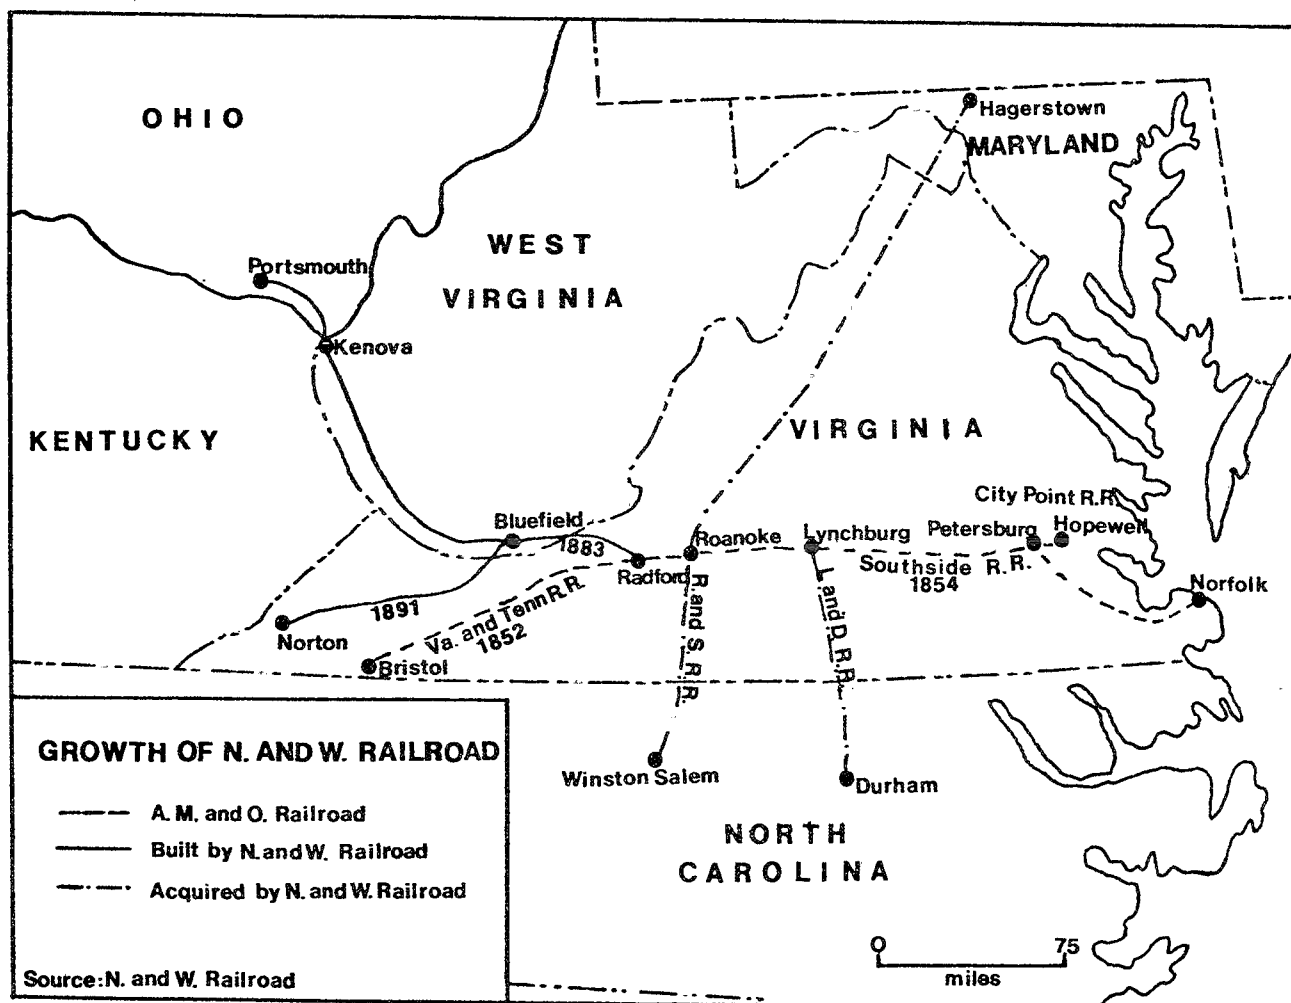 OHIO
Hagerstown
MARYLAND
WEST
VIRGINIA
Portsmouth
Kenova
KENTUCKY
VIRGINIA
City Point R.R.
Bluefield
1883
Roanoke
Lynchburg
Petersburg
Hopewell
Radford
Southside R.R.
1854
Norfolk
1891
Norton
Va. and Tenn R.R.
1852
Bristol
R. and S. R. R.
L and D R.R.
Winston Salem
Durham
NORTH
CAROLINA
GROWTH OF N. AND W. RAILROAD
A.M. and O. Railroad
Built by N. and W. Railroad
Acquired by N. and W. Railroad
Source: N. and W. Railroad
0 75
miles